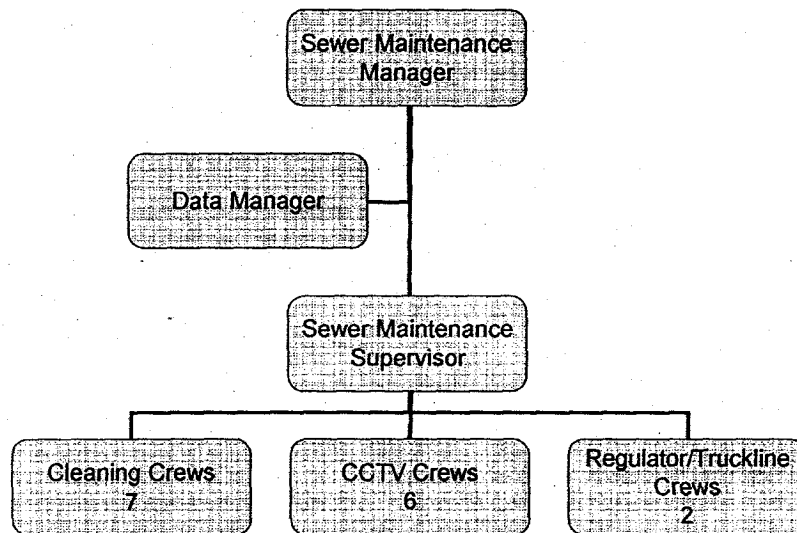 Sewer Maintenance
Manager
Data Manager
Sewer Maintenance
Supervisor
Cleaning Crews
7
CCTV Crews
6
Regulator/Truckline
Crews
2